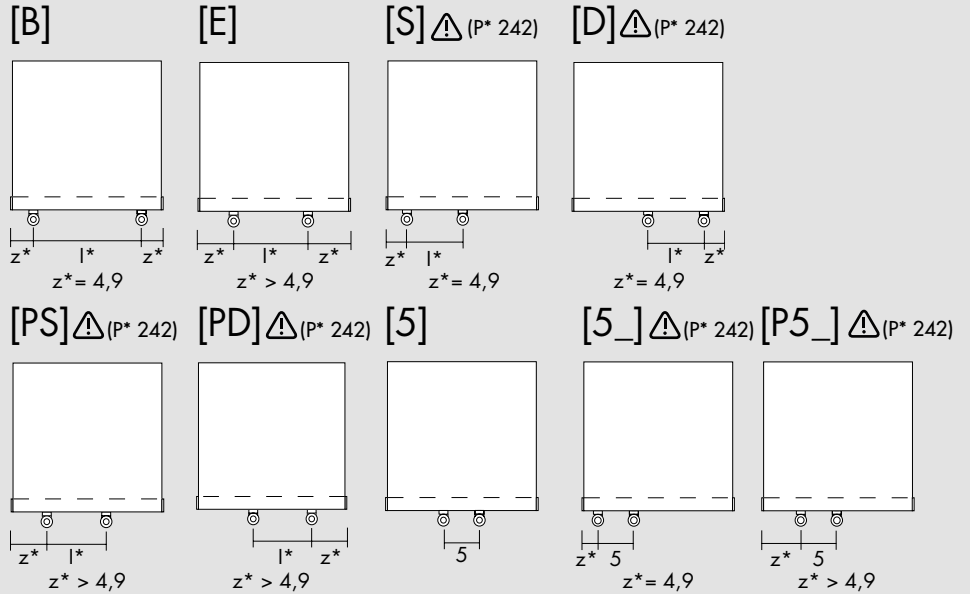 [B] [E] [S] (P* 242) [D] (P* 242)
z* l* z* z* l* z* z* l* l* z*
z* = 4,9 z* > 4,9 z* = 4,9 z* = 4,9
[PS] (P* 242) [PD] (P* 242) [5] [5_] (P* 242) [P5_] (P* 242)
z* l* l* z* 5 z* 5 z* 5
z* > 4,9 z* > 4,9 z* = 4,9 z* > 4,9